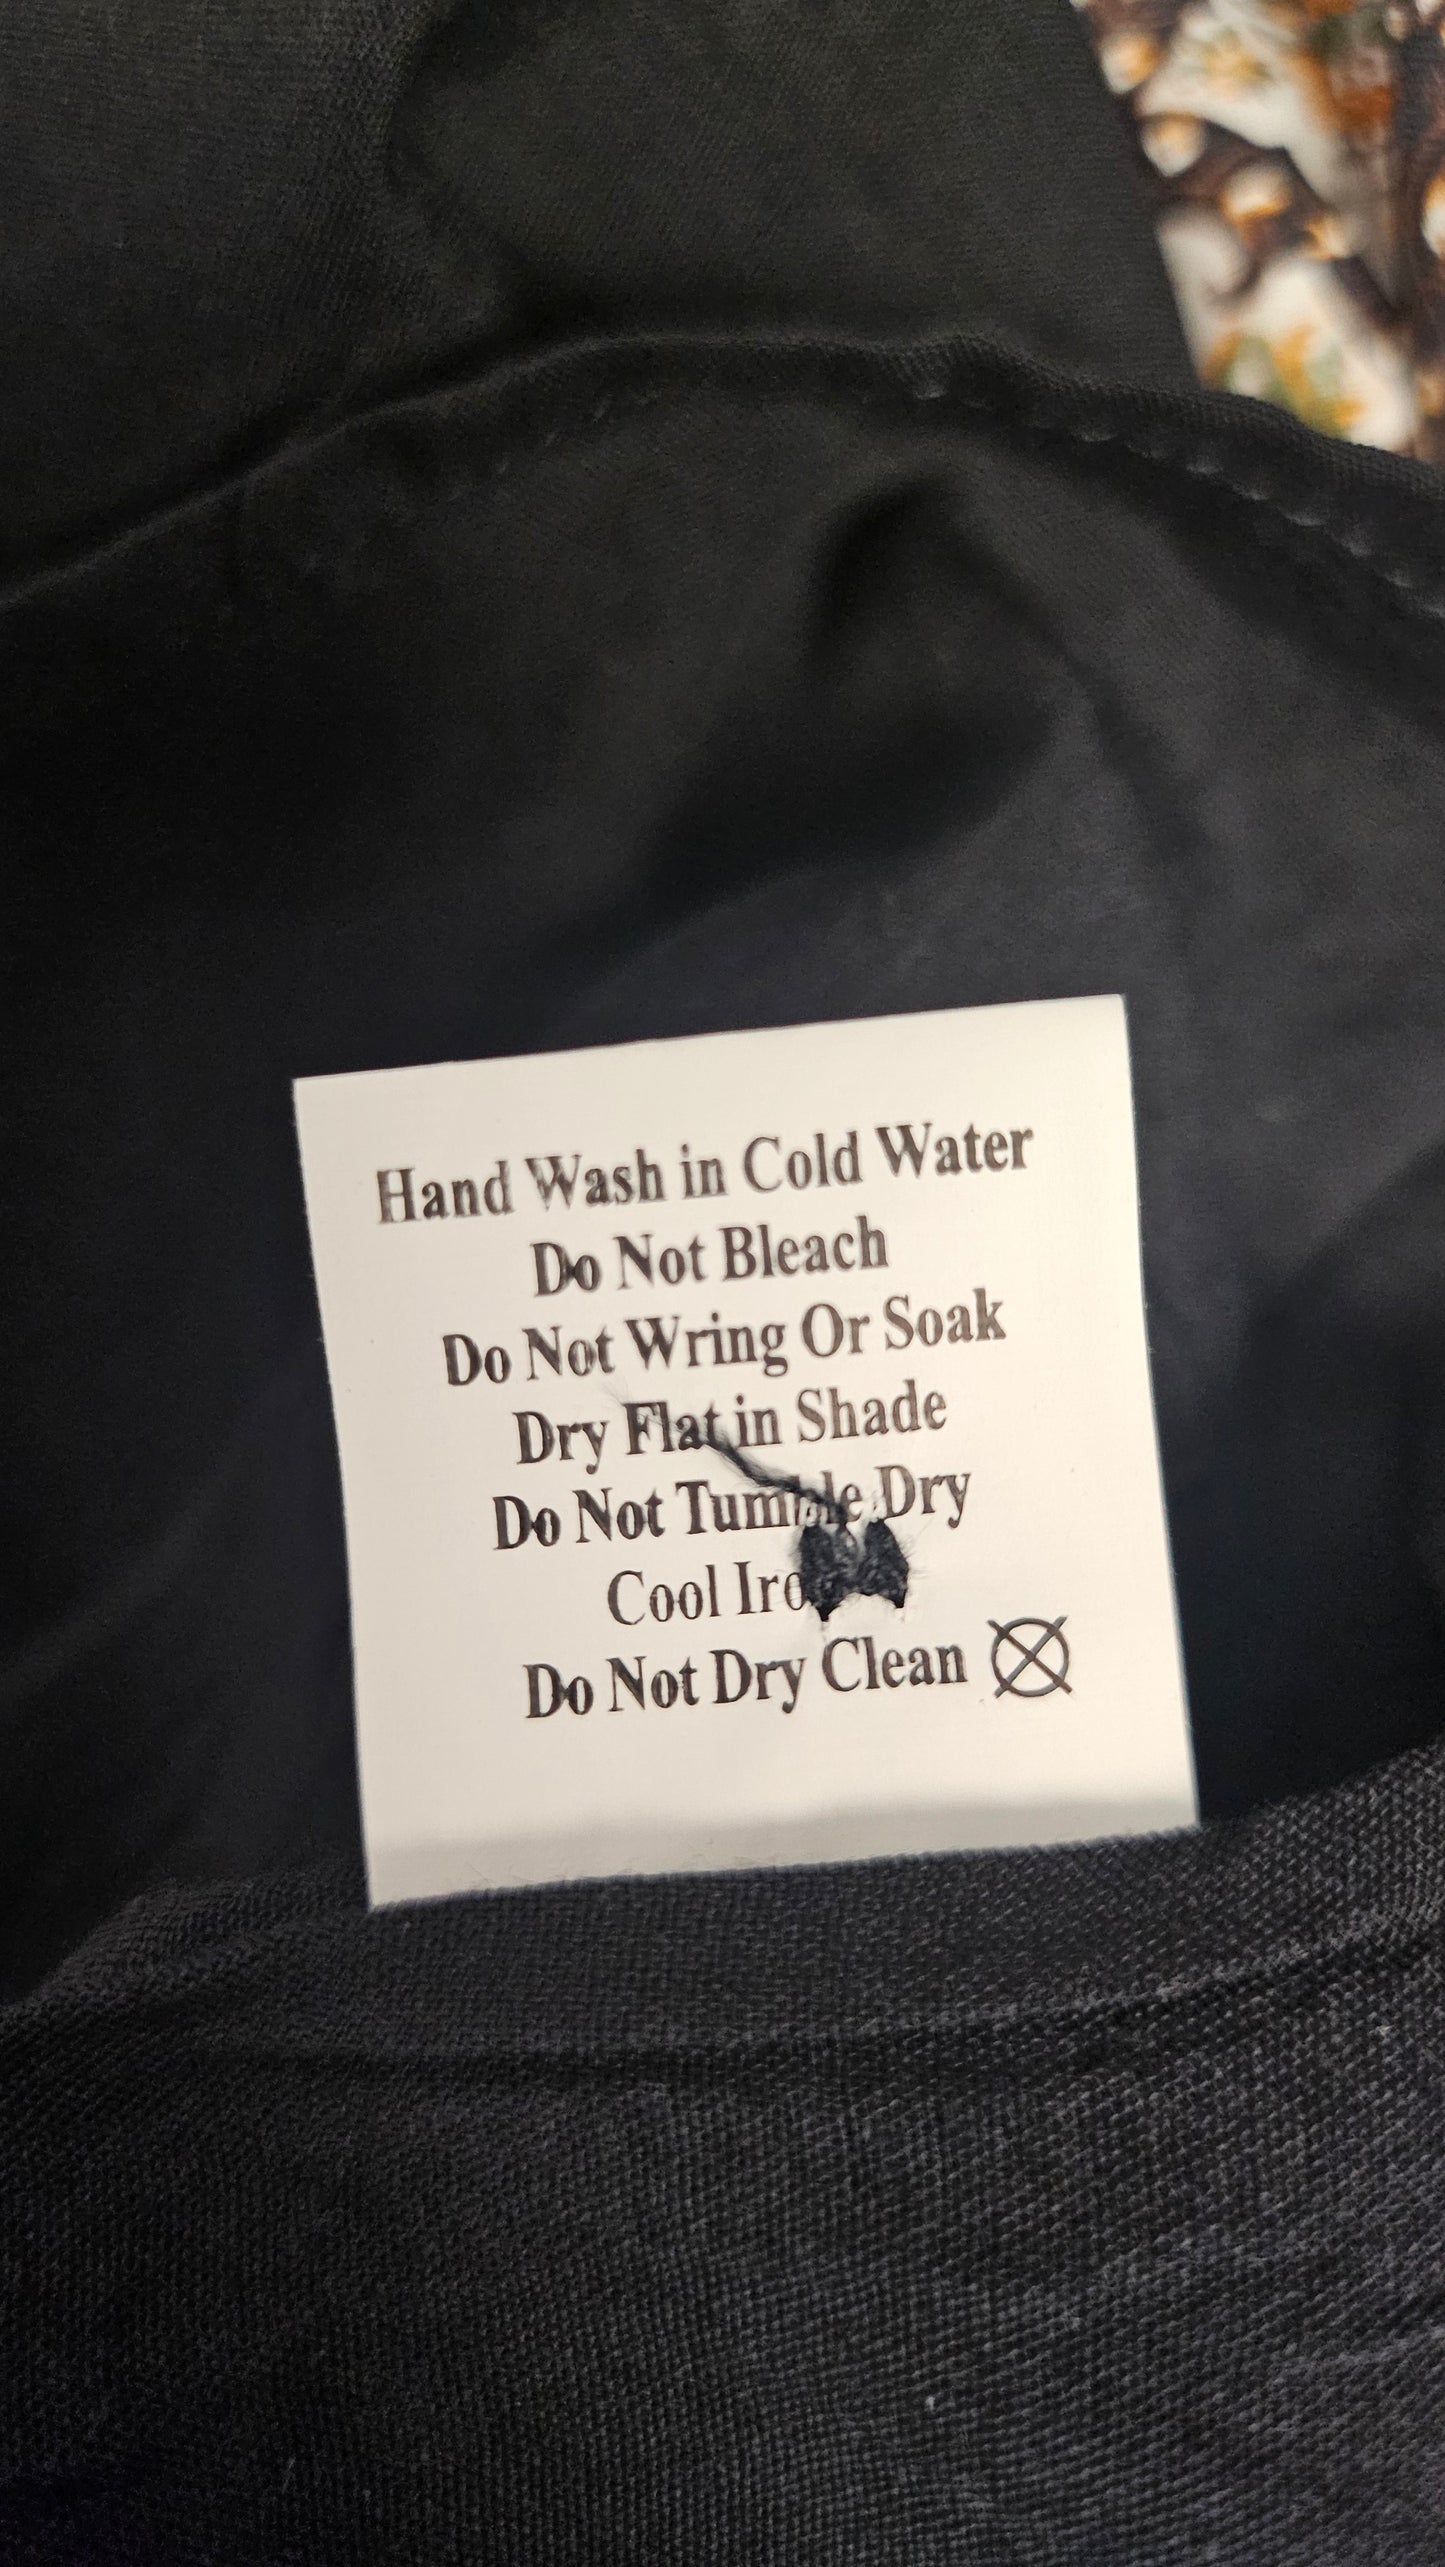 Hand Wash in Cold Water
Do Not Bleach
Do Not Wring Or Soak
Dry Flat in Shade
Do Not Tumble Dry
Cool Iron
Do Not Dry Clean